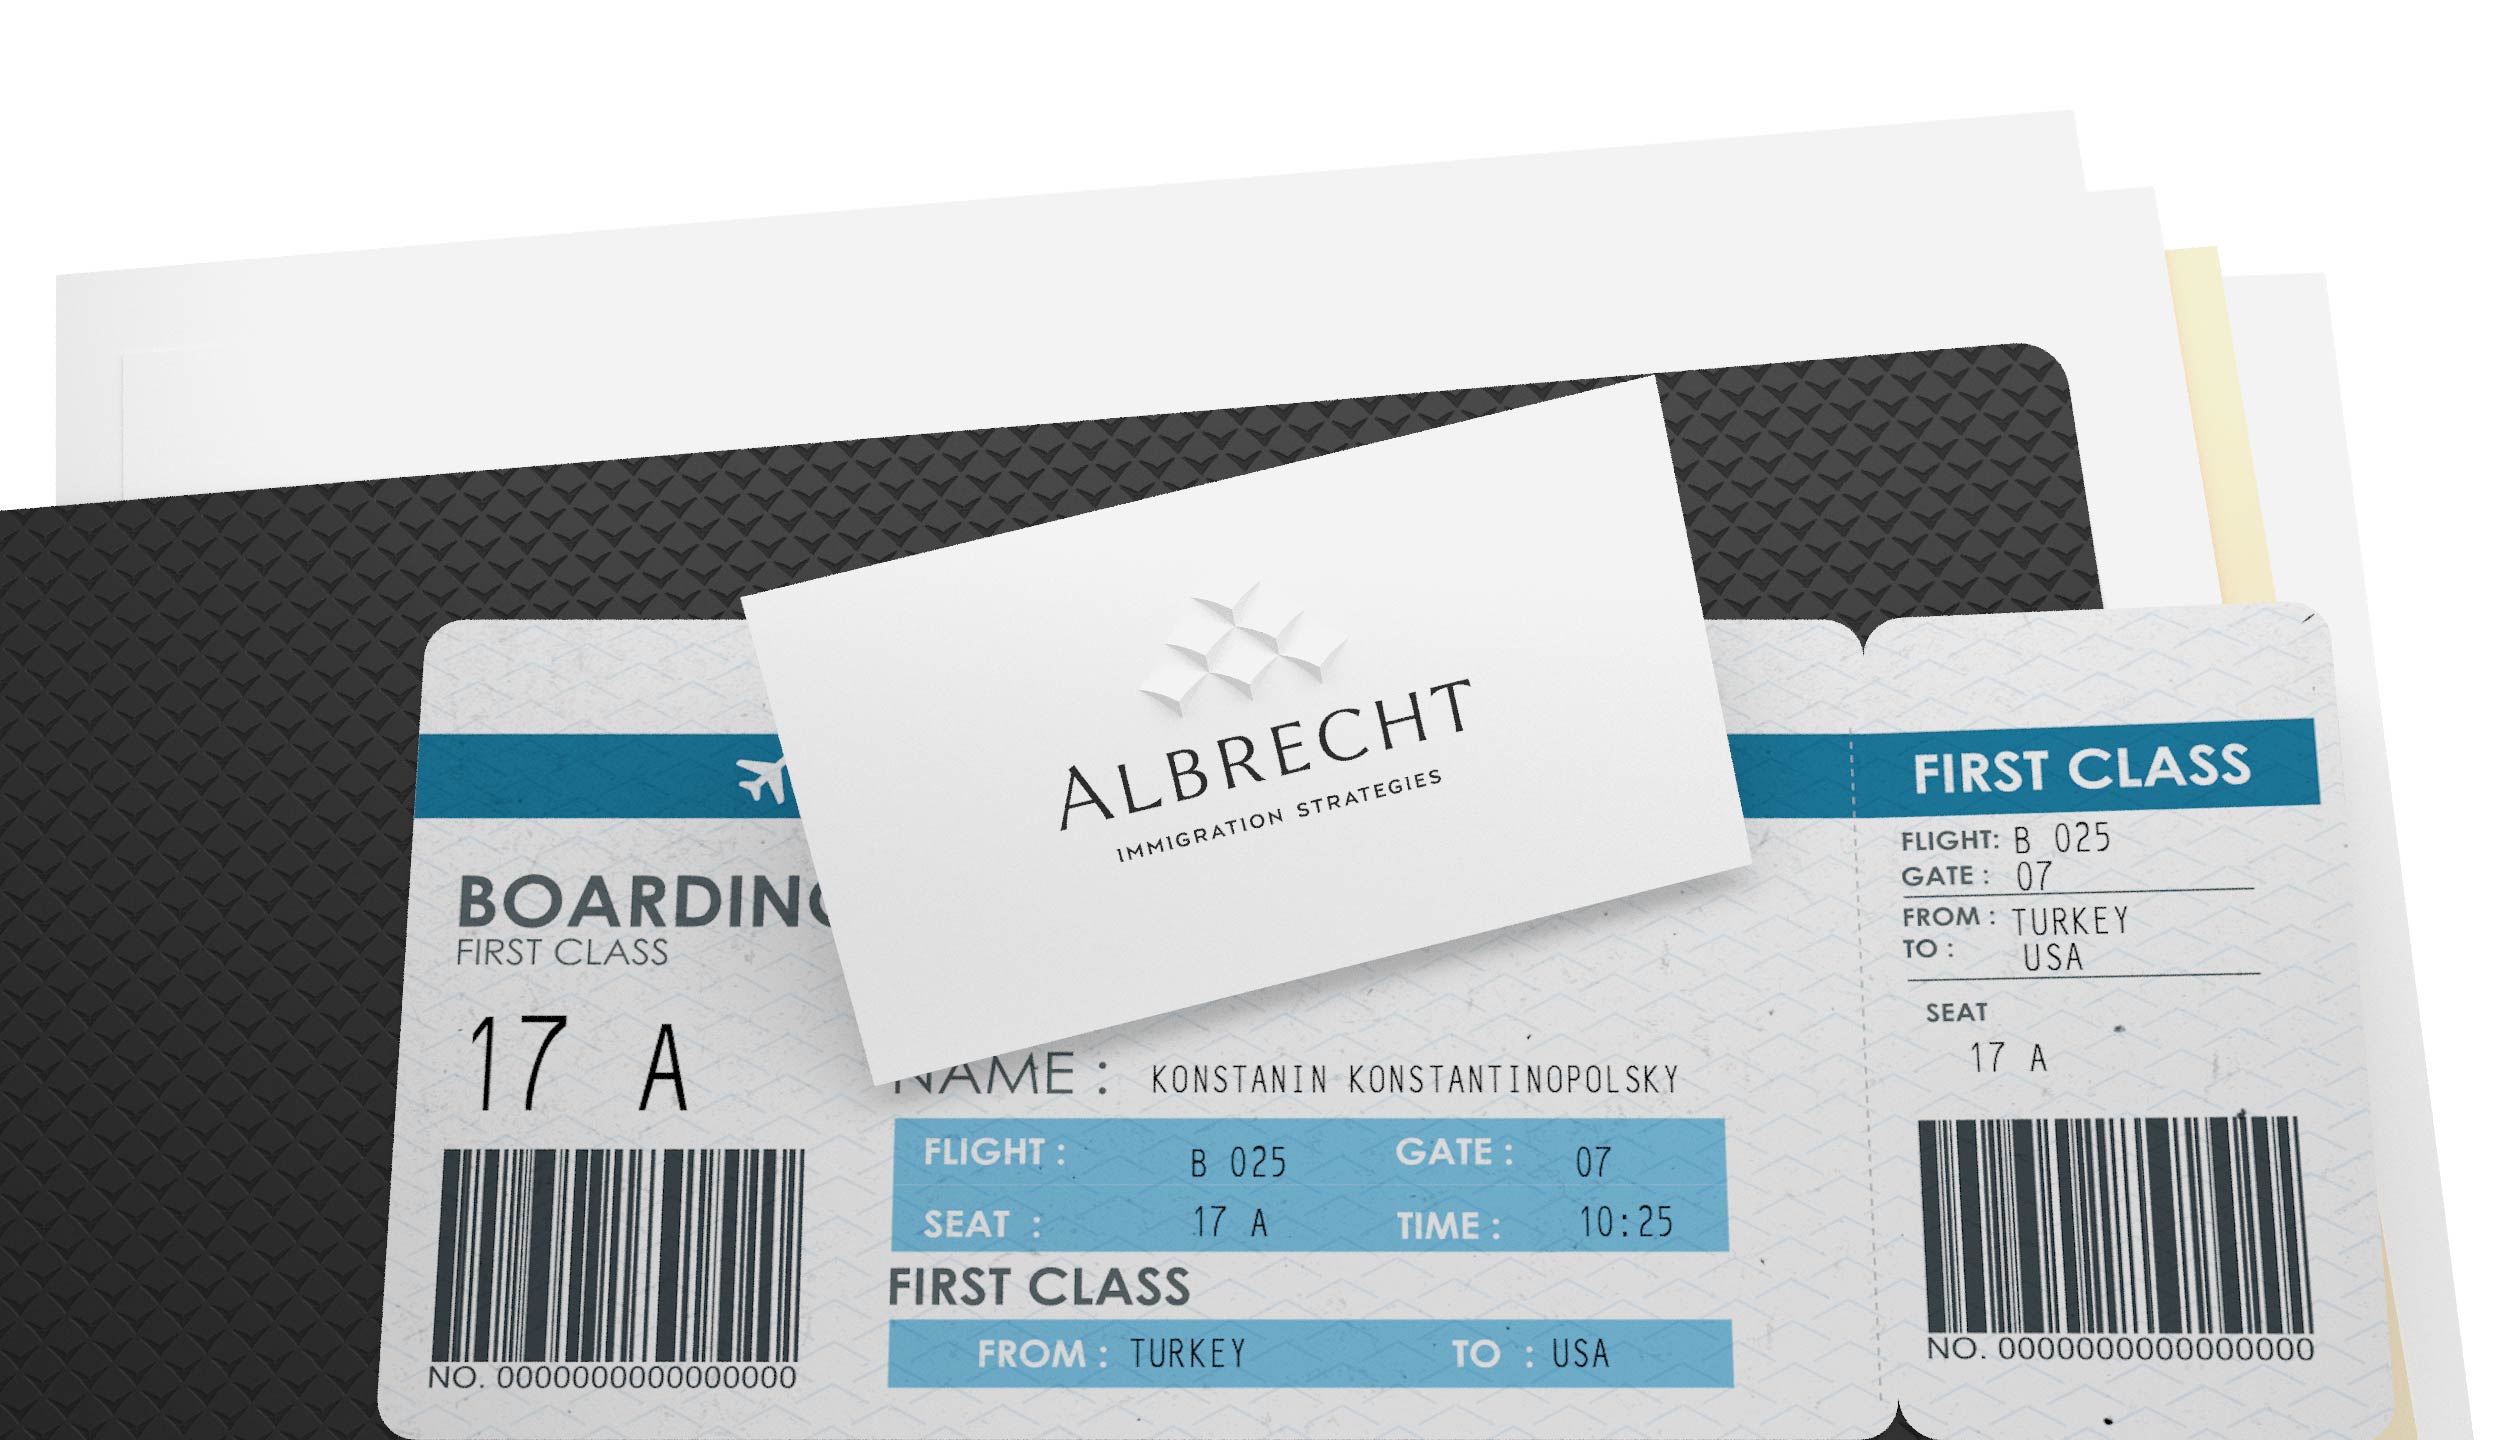 ALBRECHT
IMMIGRATION STRATEGIES
BOARDING
FIRST CLASS
17 A
NO. 0000000000000000
NAME : KONSTANIN KONSTANTINOPOLSKY
FLIGHT : B 025 GATE : 07
SEAT : 17 A TIME : 10:25
FIRST CLASS
FROM : TURKEY TO : USA
FIRST CLASS
FLIGHT: B 025
GATE : 07
FROM : TURKEY
TO : USA
SEAT
17 A
NO. 0000000000000000